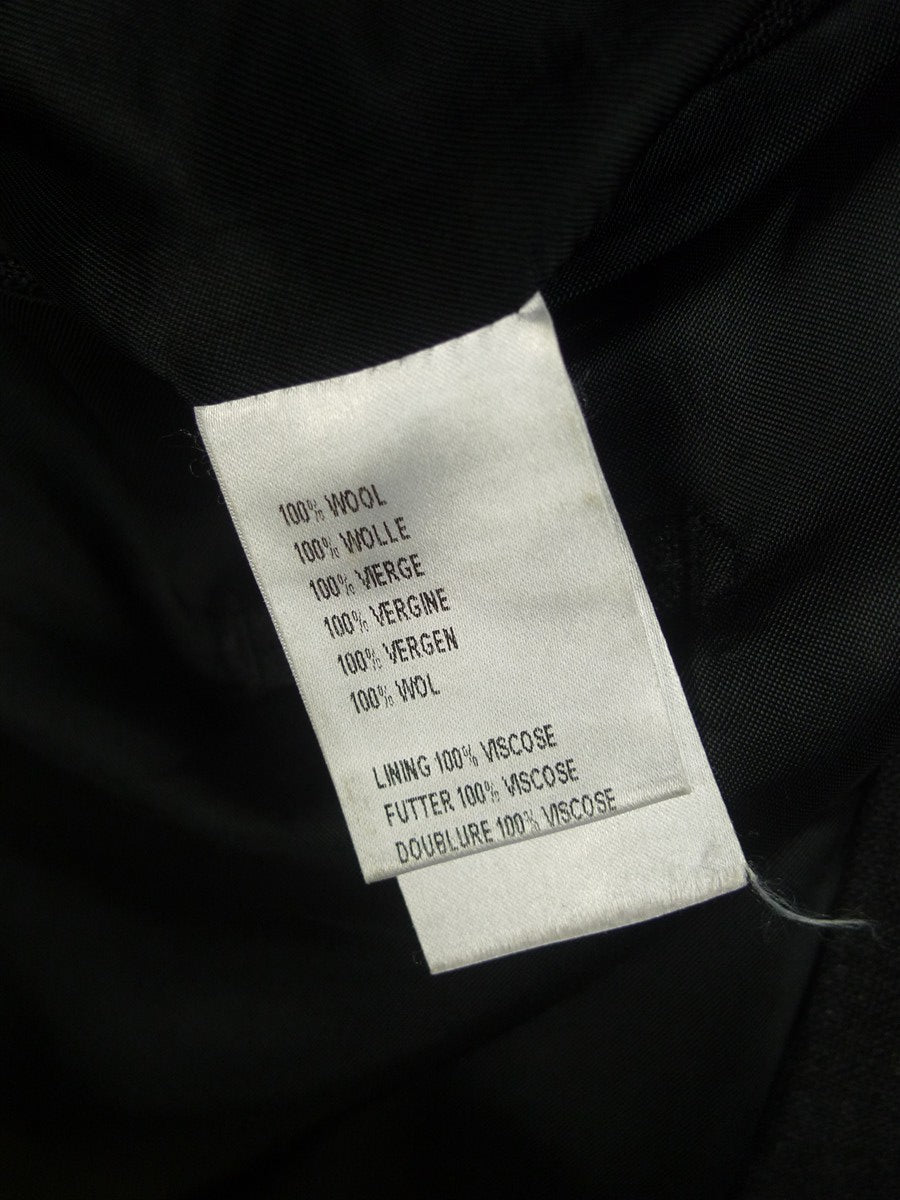 100% WOOL
100% WOLLE
100% VIERGE
100% VERGINE
100% VERGEN
100% WOL
LINING 100% VISCOSE
FUTTER 100% VISCOSE
DOUBLURE 100% VISCOSE